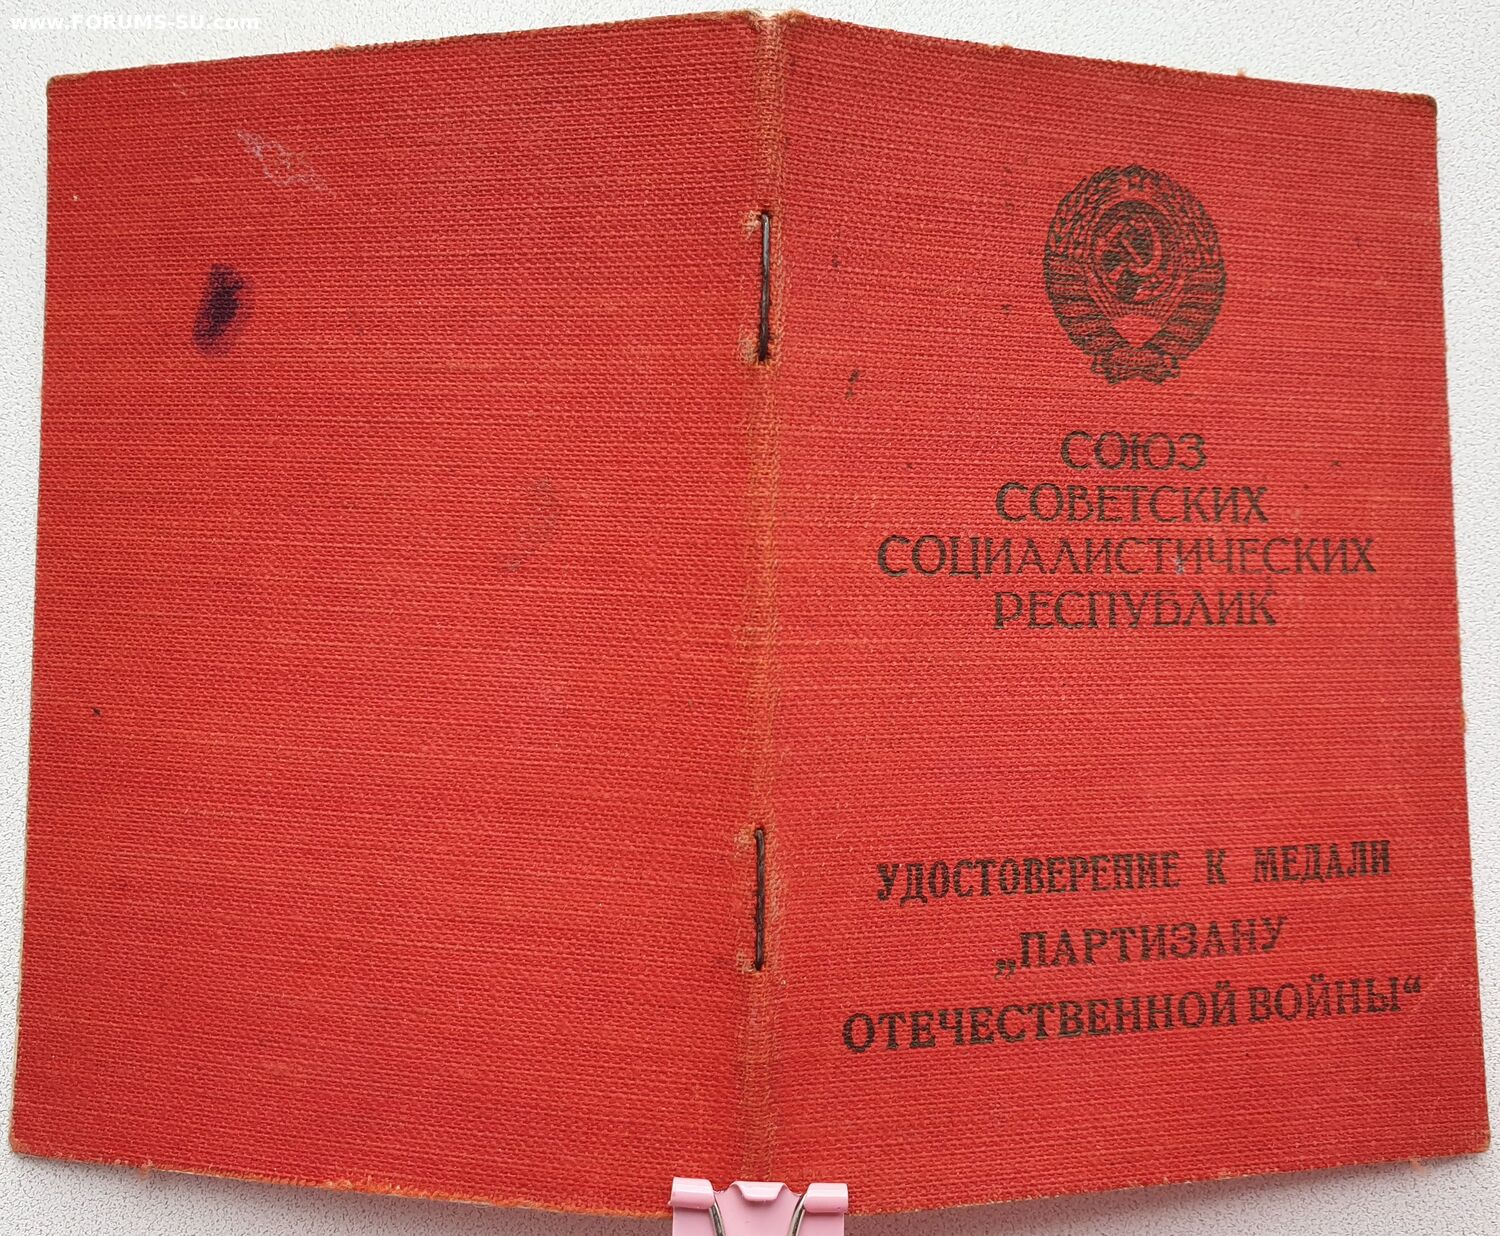 www.FORUMS-SU.com
СОЮЗ
СОВЕТСКИХ
СОЦИАЛИСТИЧЕСКИХ
РЕСПУБЛИК
УДОСТОВЕРЕНИЕ К МЕДАЛИ
„ПАРТИЗАНУ
ОТЕЧЕСТВЕННОЙ ВОЙНЫ“